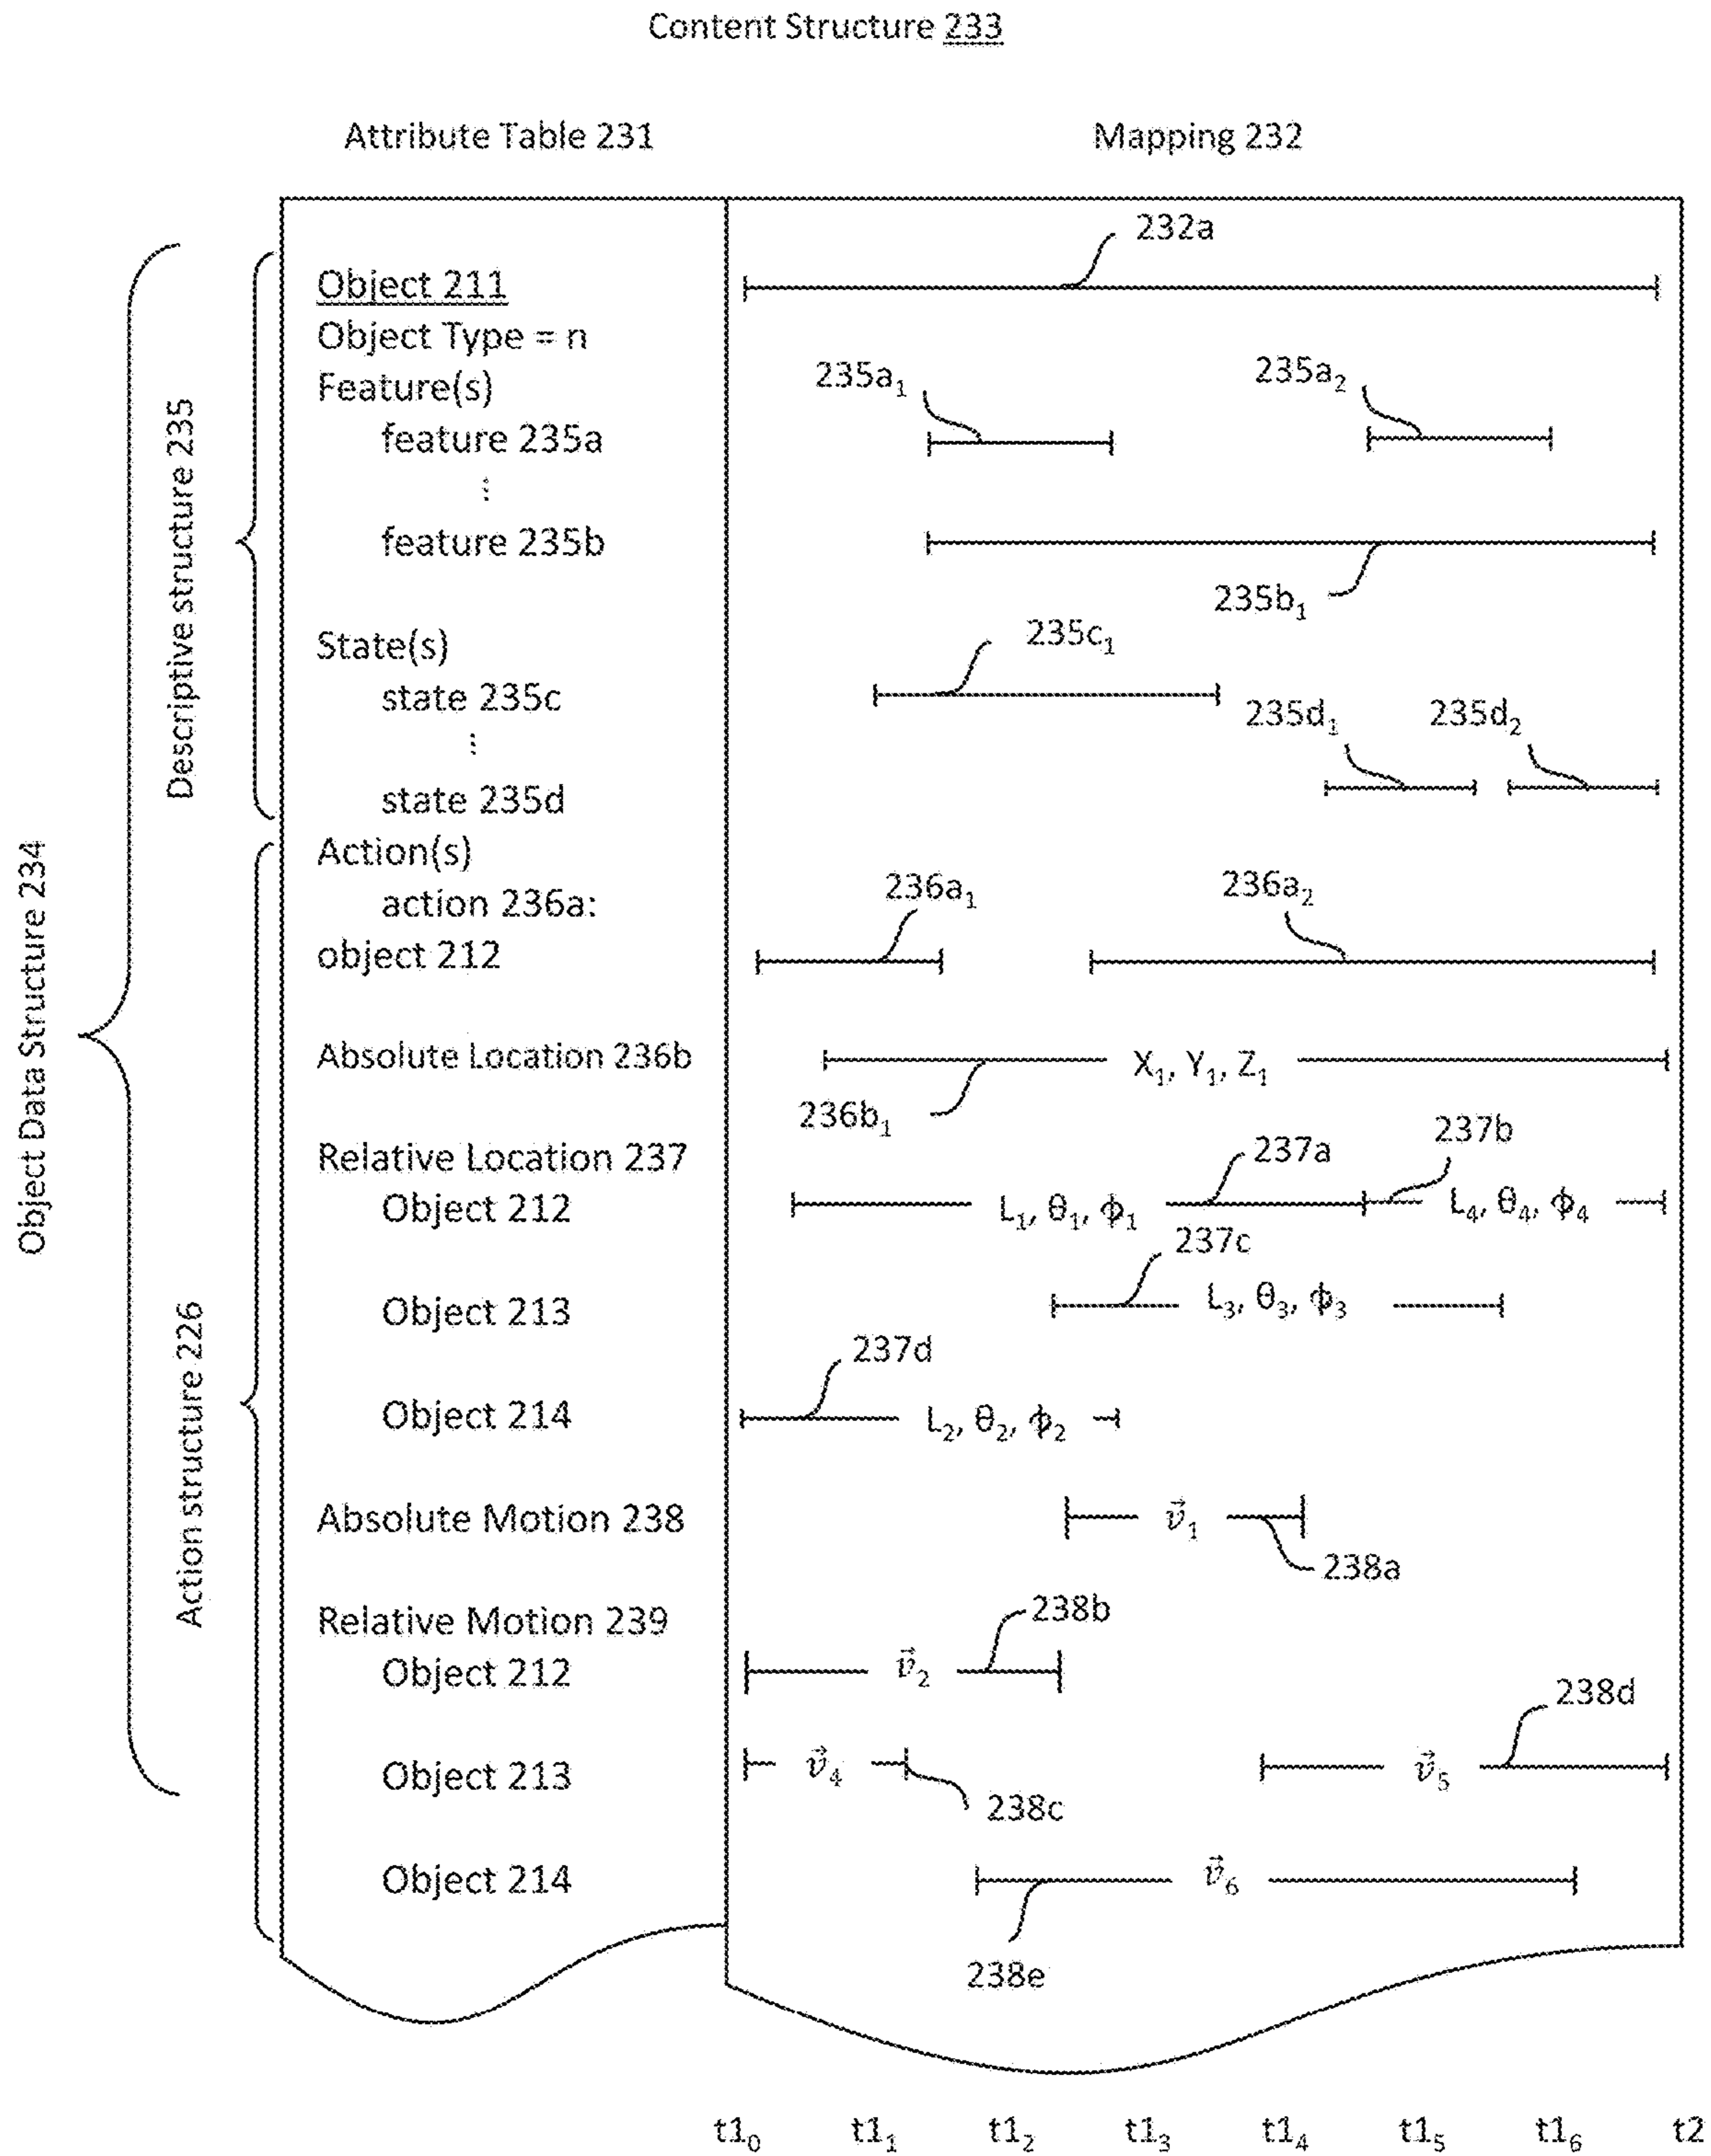 Content Structure 233
Attribute Table 231
Mapping 232
Object Data Structure 234
Descriptive structure 235
Action structure 226
232a
Object 211
Object Type = n
235a₁ 235a₂
Feature(s)
feature 235a
⋮
feature 235b
235b₁
State(s) 235c₁
state 235c
235d₁ 235d₂
⋮
state 235d
Action(s)
236a₁ 236a₂
action 236a:
object 212
Absolute Location 236b X₁, Y₁, Z₁
236b₁
237b
Relative Location 237 237a
Object 212 L₁, θ₁, ϕ₁ L₄, θ₄, ϕ₄
237c
Object 213 L₃, θ₃, ϕ₃
237d
Object 214 L₂, θ₂, ϕ₂
Absolute Motion 238 v⃗₁
238a
238b
Relative Motion 239
Object 212 v⃗₂
238d
Object 213 v⃗₄ v⃗₅
238c
Object 214 v⃗₆
238e
t1₀ t1₁ t1₂ t1₃ t1₄ t1₅ t1₆ t2